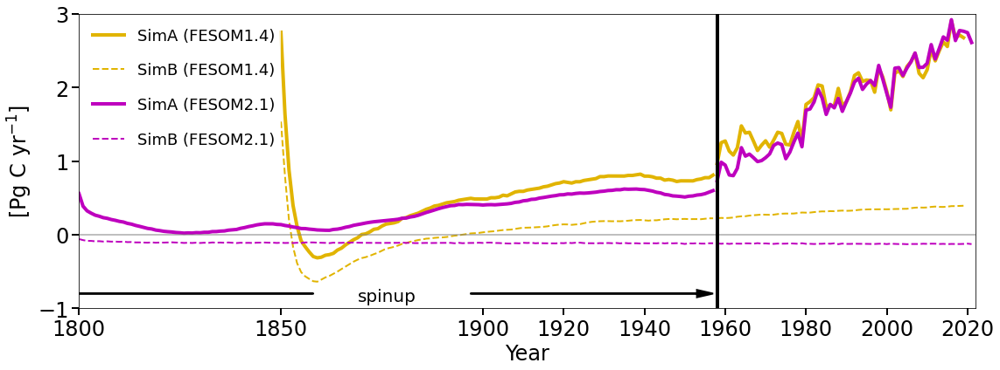 3
2
1
0
−1
[Pg C yr⁻¹]
SimA (FESOM1.4)
SimB (FESOM1.4)
SimA (FESOM2.1)
SimB (FESOM2.1)
spinup
1800 1850 1900 1920 1940 1960 1980 2000 2020
Year